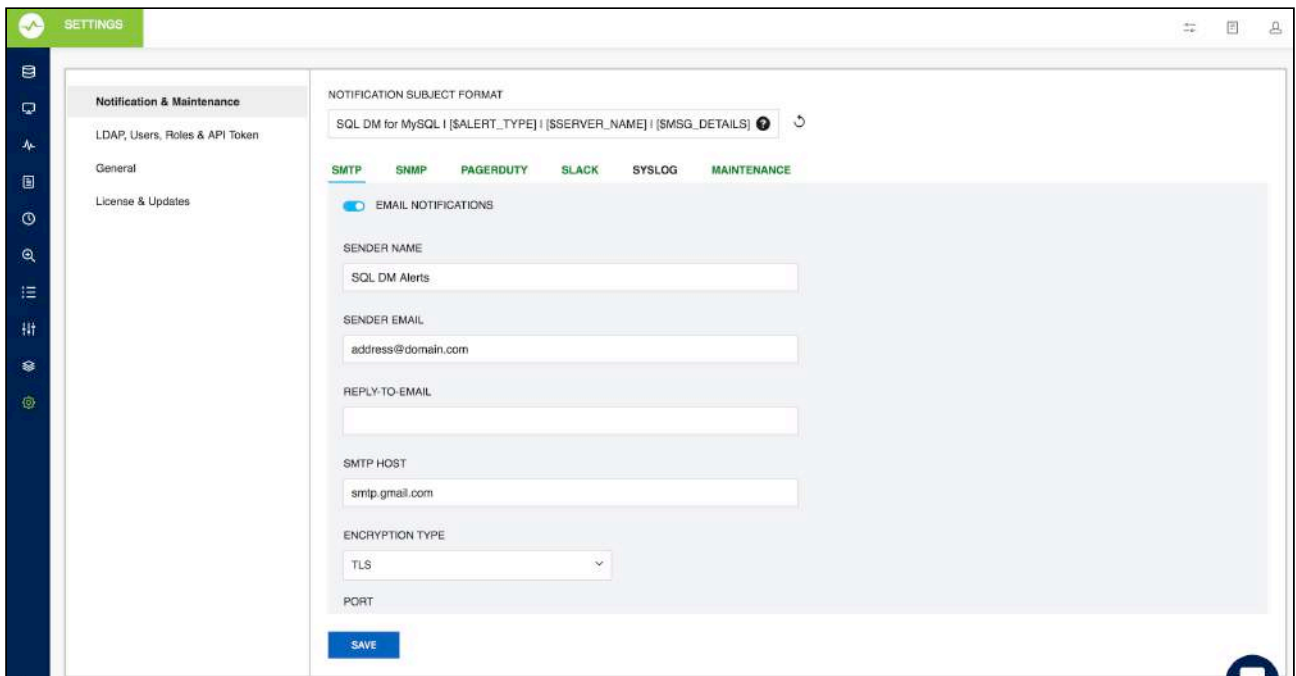 SETTINGS
Notification & Maintenance
LDAP, Users, Roles & API Token
General
License & Updates
NOTIFICATION SUBJECT FORMAT
SQL DM for MySQL | [$ALERT_TYPE] | [$SERVER_NAME] | [$MSG_DETAILS] ?
SMTP SNMP PAGERDUTY SLACK SYSLOG MAINTENANCE
EMAIL NOTIFICATIONS
SENDER NAME
SQL DM Alerts
SENDER EMAIL
address@domain.com
REPLY-TO-EMAIL
SMTP HOST
smtp.gmail.com
ENCRYPTION TYPE
TLS
PORT
SAVE